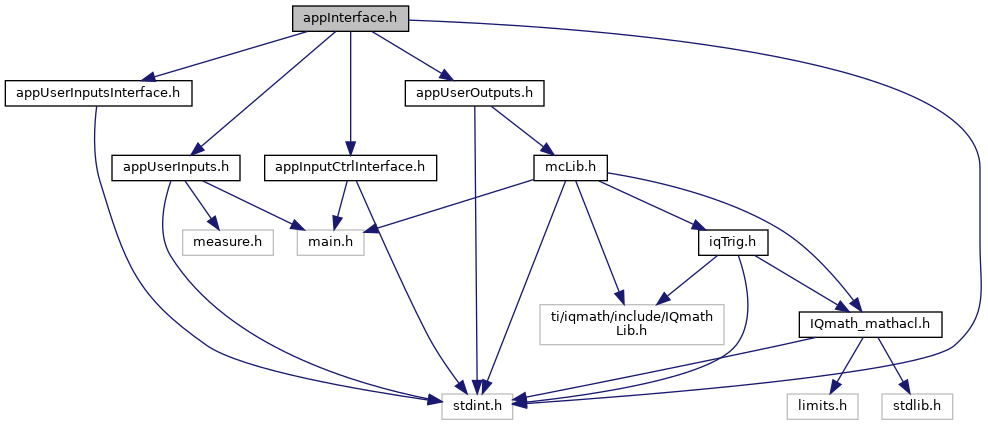 appInterface.h
appUserInputsInterface.h
appUserOutputs.h
appUserInputs.h
appInputCtrlInterface.h
mcLib.h
measure.h
main.h
iqTrig.h
ti/iqmath/include/IQmath
Lib.h
IQmath_mathacl.h
stdint.h
limits.h
stdlib.h